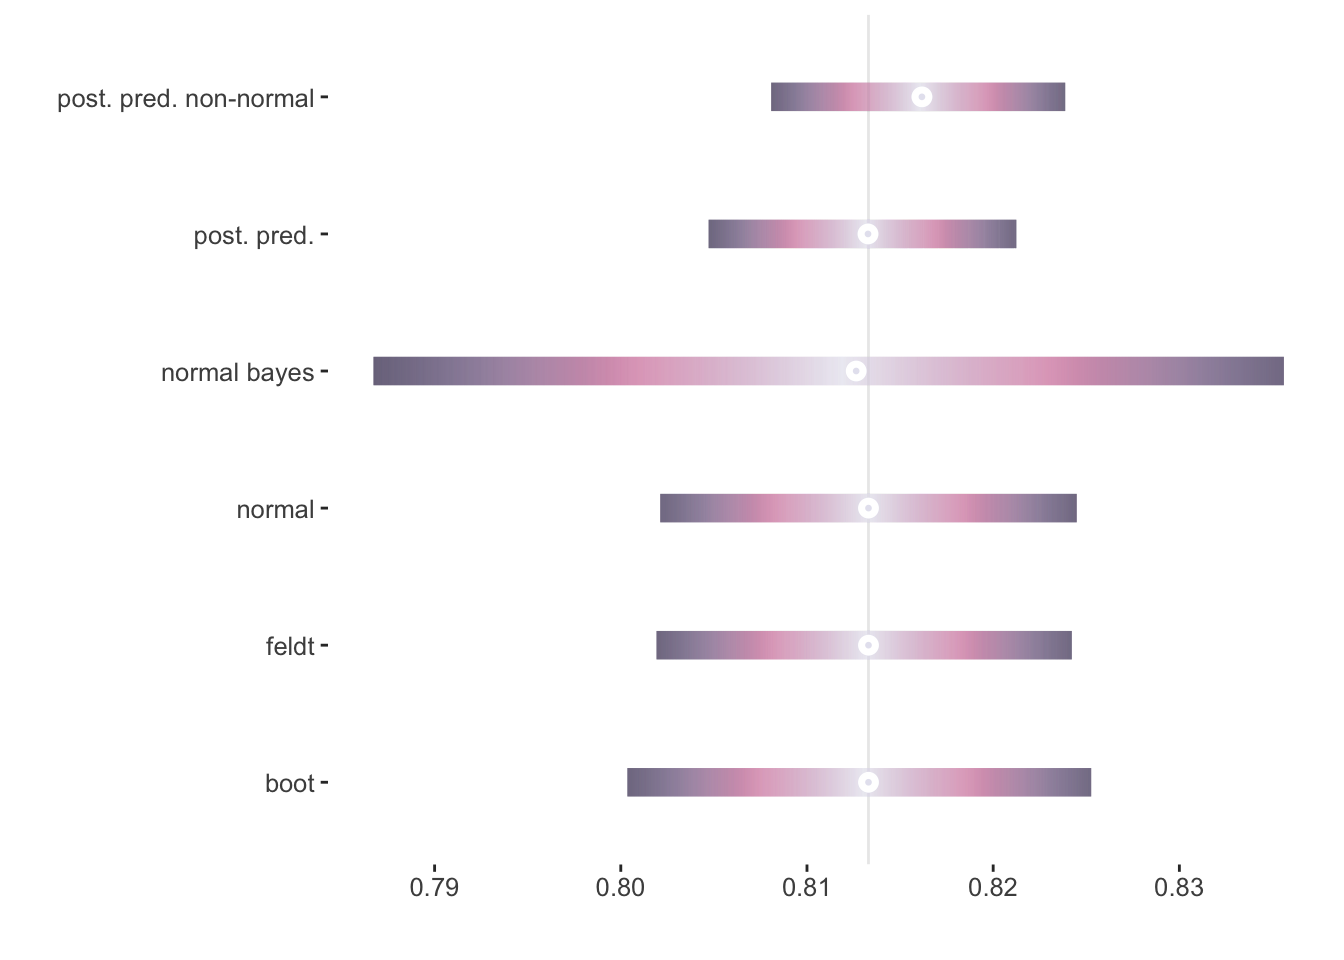 post. pred. non-normal
post. pred.
normal bayes
normal
feldt
boot
0.79 0.80 0.81 0.82 0.83